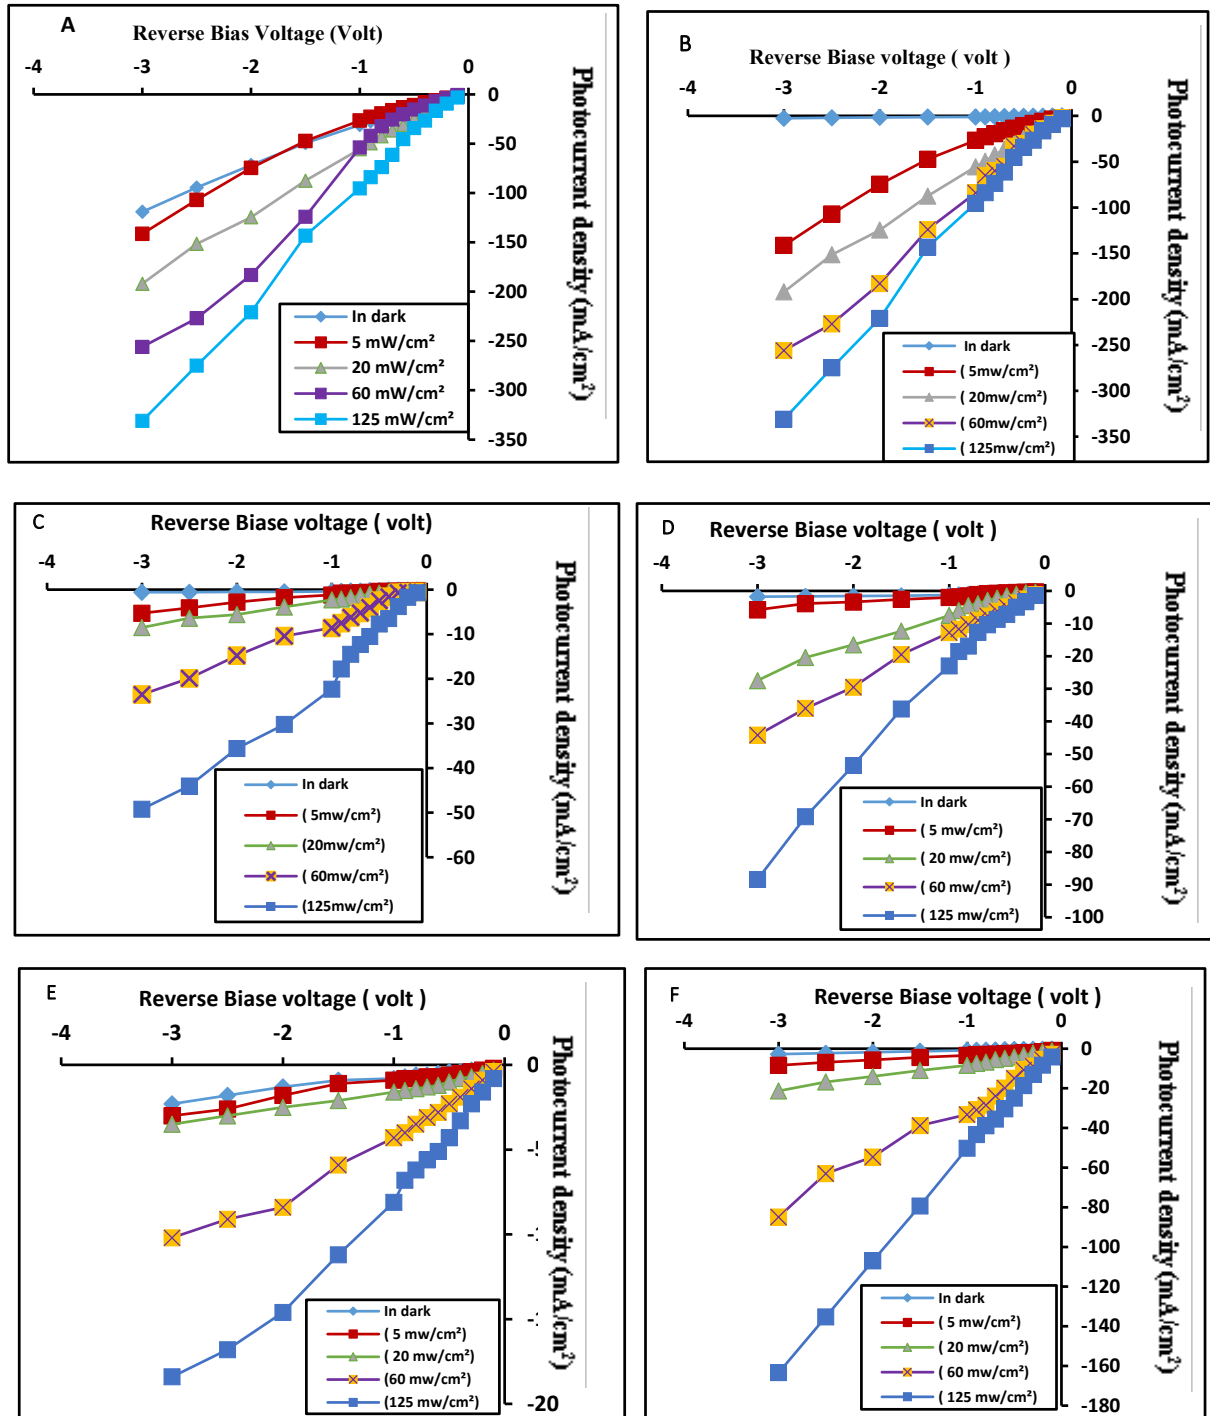 A
Reverse Bias Voltage (Volt)
-4 -3 -2 -1 0
0
-50
-100
-150
-200
-250
-300
-350
Photocurrent density (mA/cm²)
In dark
5 mW/cm²
20 mW/cm²
60 mW/cm²
125 mW/cm²
B
Reverse Biase voltage ( volt )
-4 -3 -2 -1 0
0
-50
-100
-150
-200
-250
-300
-350
Photocurrent density (mA/cm²)
In dark
( 5mw/cm²)
( 20mw/cm²)
( 60mw/cm²)
( 125mw/cm²)
C
Reverse Biase voltage ( volt)
-4 -3 -2 -1 0
0
-10
-20
-30
-40
-50
-60
Photocurrent density (mA/cm²)
In dark
( 5mw/cm²)
(20mw/cm²)
( 60mw/cm²)
(125mw/cm²)
D
Reverse Biase voltage ( volt )
-4 -3 -2 -1 0
0
-10
-20
-30
-40
-50
-60
-70
-80
-90
-100
Photocurrent density (mA/cm²)
In dark
( 5 mw/cm²)
( 20 mw/cm²)
( 60 mw/cm²)
( 125 mw/cm²)
E
Reverse Biase voltage ( volt )
-4 -3 -2 -1 0
0
-20
Photocurrent density (mA/cm²)
In dark
( 5 mw/cm²)
( 20 mw/cm²)
(60 mw/cm²)
(125 mw/cm²)
F
Reverse Biase voltage ( volt )
-4 -3 -2 -1 0
0
-20
-40
-60
-80
-100
-120
-140
-160
-180
Photocurrent density (mA/cm²)
In dark
( 5 mw/cm²)
( 20 mw/cm²)
( 60 mw/cm²)
( 125 mw/cm²)